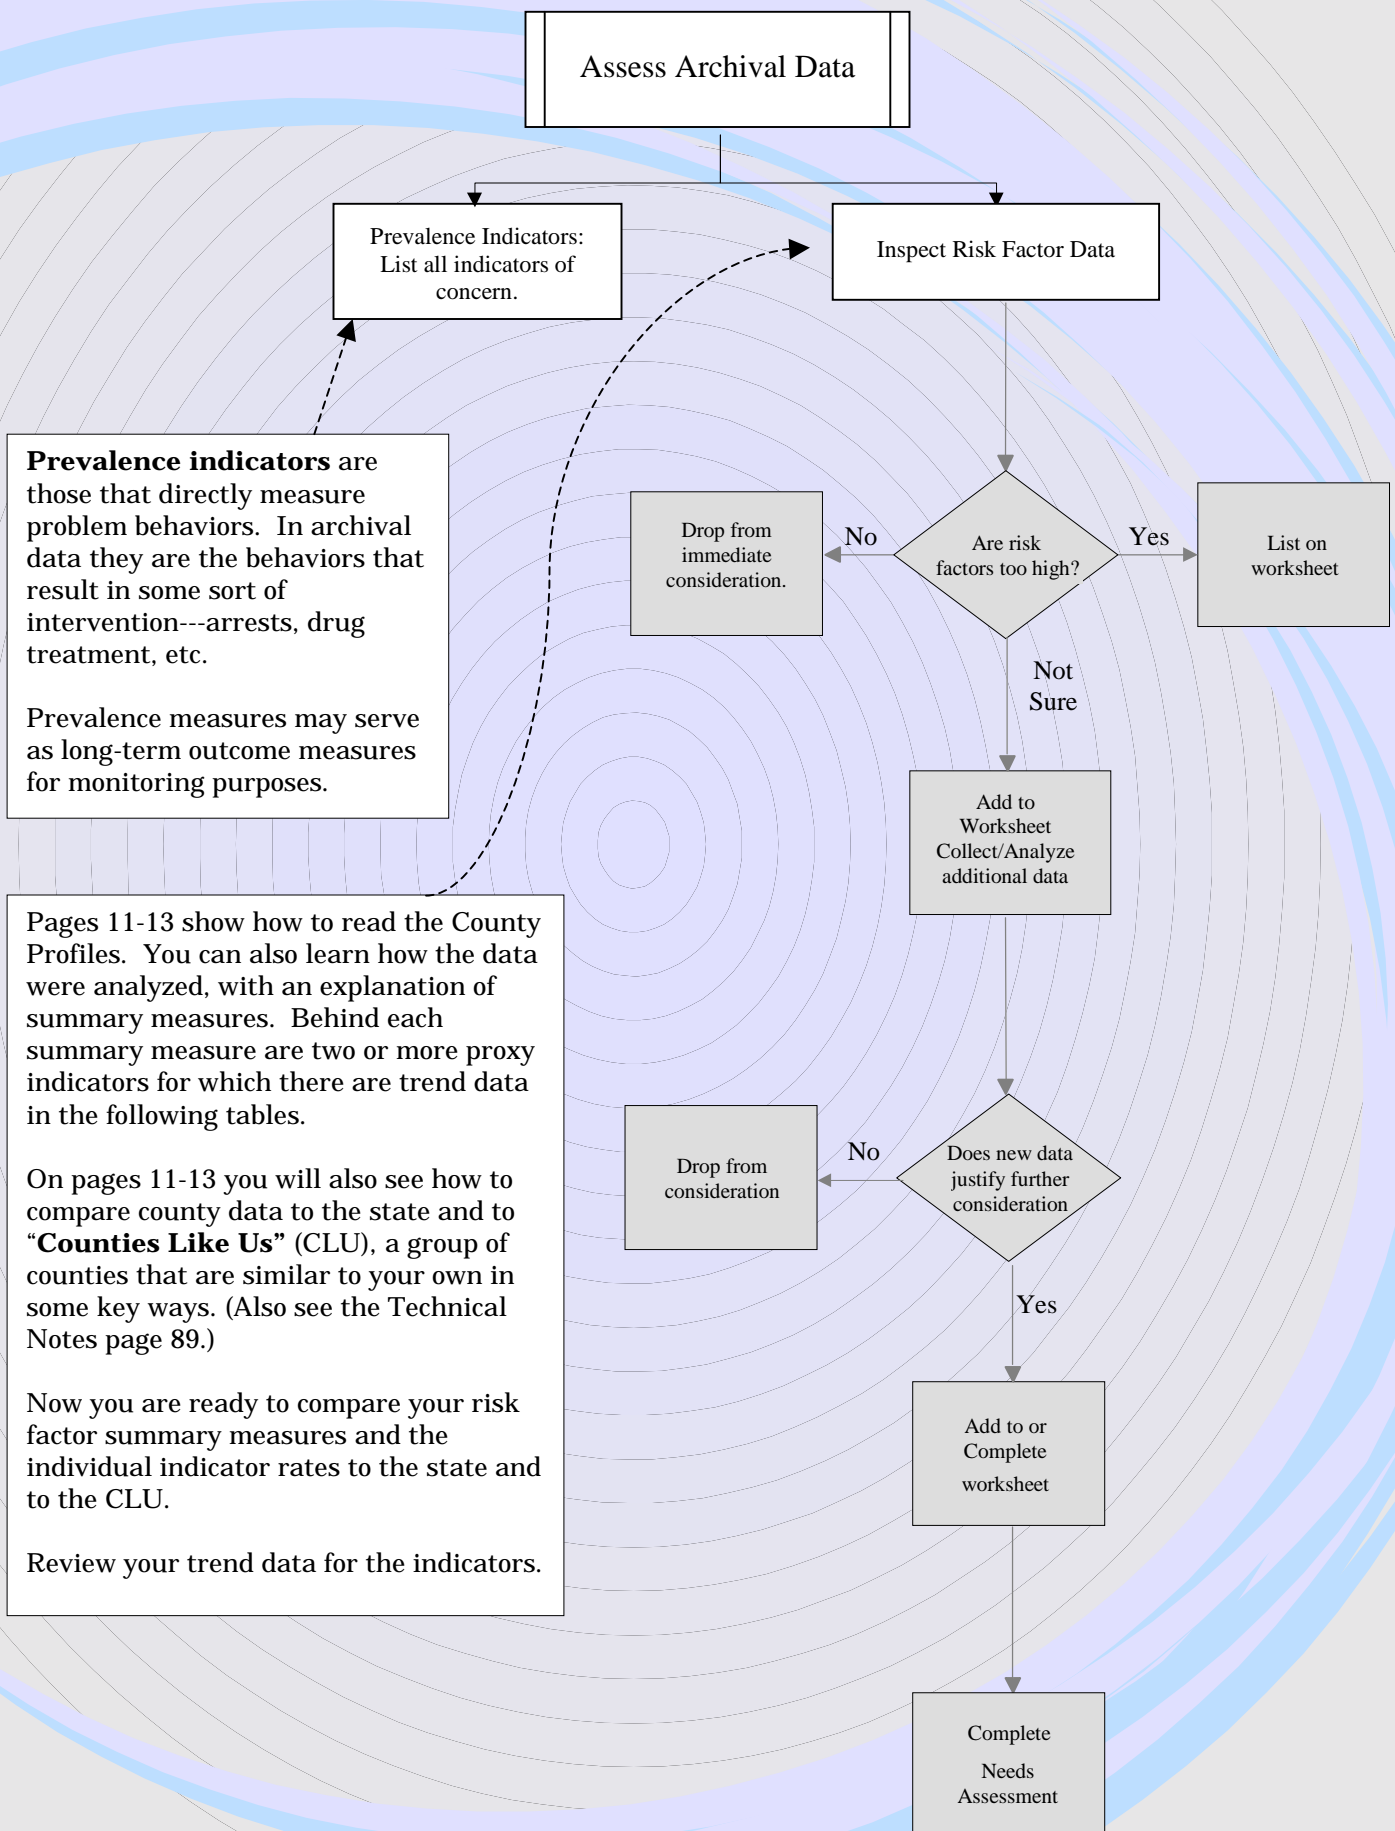 Assess Archival Data
Prevalence Indicators:
List all indicators of
concern.
Inspect Risk Factor Data
Prevalence indicators are
those that directly measure
problem behaviors.  In archival
data they are the behaviors that
result in some sort of
intervention---arrests, drug
treatment, etc.
Prevalence measures may serve
as long-term outcome measures
for monitoring purposes.
Drop from
immediate
consideration.
No
Are risk
factors too high?
Yes
List on
worksheet
Not
Sure
Add to
Worksheet
Collect/Analyze
additional data
Pages 11-13 show how to read the County
Profiles.  You can also learn how the data
were analyzed, with an explanation of
summary measures.  Behind each
summary measure are two or more proxy
indicators for which there are trend data
in the following tables.
On pages 11-13 you will also see how to
compare county data to the state and to
“Counties Like Us” (CLU), a group of
counties that are similar to your own in
some key ways. (Also see the Technical
Notes page 89.)
Now you are ready to compare your risk
factor summary measures and the
individual indicator rates to the state and
to the CLU.
Review your trend data for the indicators.
Drop from
consideration
No
Does new data
justify further
consideration
Yes
Add to or
Complete
worksheet
Complete
Needs
Assessment